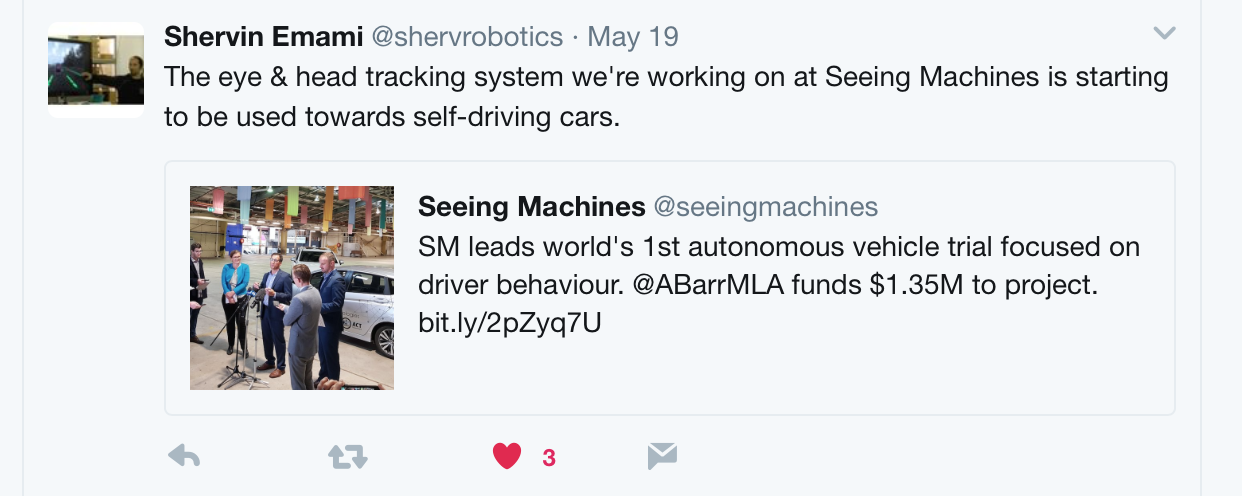 Shervin Emami @shervrobotics · May 19
The eye & head tracking system we're working on at Seeing Machines is starting
to be used towards self-driving cars.
Seeing Machines @seeingmachines
SM leads world's 1st autonomous vehicle trial focused on
driver behaviour. @ABarrMLA funds $1.35M to project.
bit.ly/2pZyq7U
ACT
3